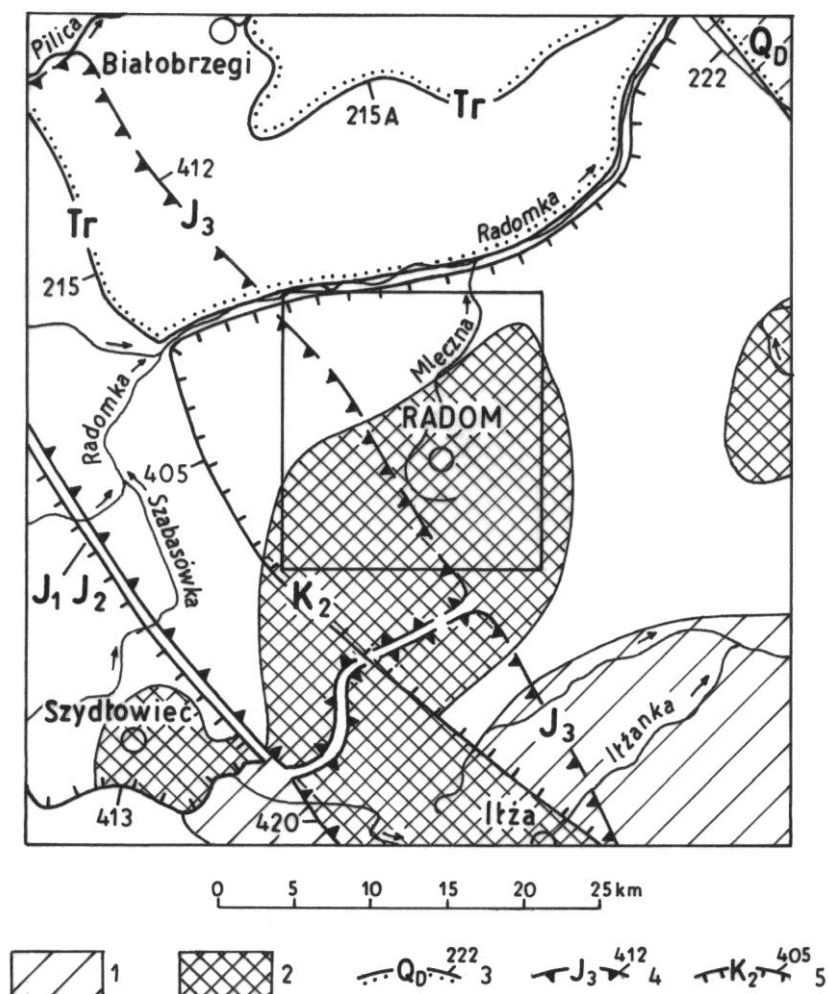 Pilica
Białobrzegi
Q_D
222
215A
Tr
412
J₃
Tr
Radomka
215
Mleczna
Radomka
RADOM
405
Szabasówka
J₁ J₂
K₂
Szydłowiec
J₃
Iłżanka
413
420
Iłża
0 5 10 15 20 25 km
1 2 Q_D 222 3 J₃ 412 4 K₂ 405 5